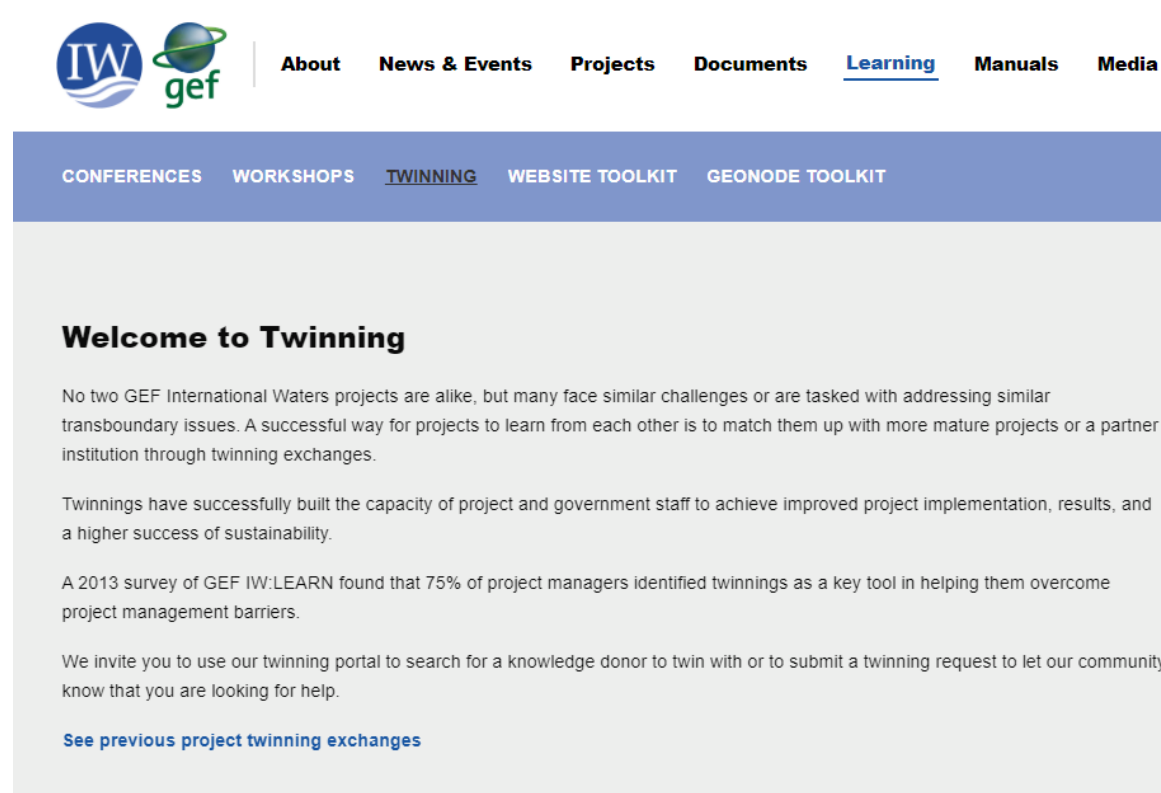 IW gef About News & Events Projects Documents Learning Manuals Media
CONFERENCES WORKSHOPS TWINNING WEBSITE TOOLKIT GEONODE TOOLKIT
Welcome to Twinning
No two GEF International Waters projects are alike, but many face similar challenges or are tasked with addressing similar
transboundary issues. A successful way for projects to learn from each other is to match them up with more mature projects or a partner
institution through twinning exchanges.
Twinnings have successfully built the capacity of project and government staff to achieve improved project implementation, results, and
a higher success of sustainability.
A 2013 survey of GEF IW:LEARN found that 75% of project managers identified twinnings as a key tool in helping them overcome
project management barriers.
We invite you to use our twinning portal to search for a knowledge donor to twin with or to submit a twinning request to let our community
know that you are looking for help.
See previous project twinning exchanges